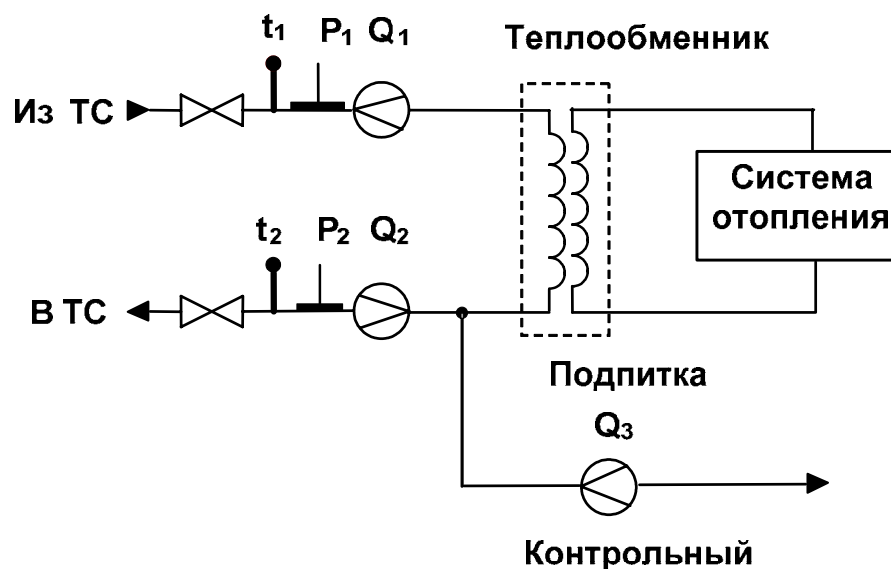 t1 P1 Q1
Теплообменник
Из ТС
Система
отопления
t2 P2 Q2
В ТС
Подпитка
Q3
Контрольный